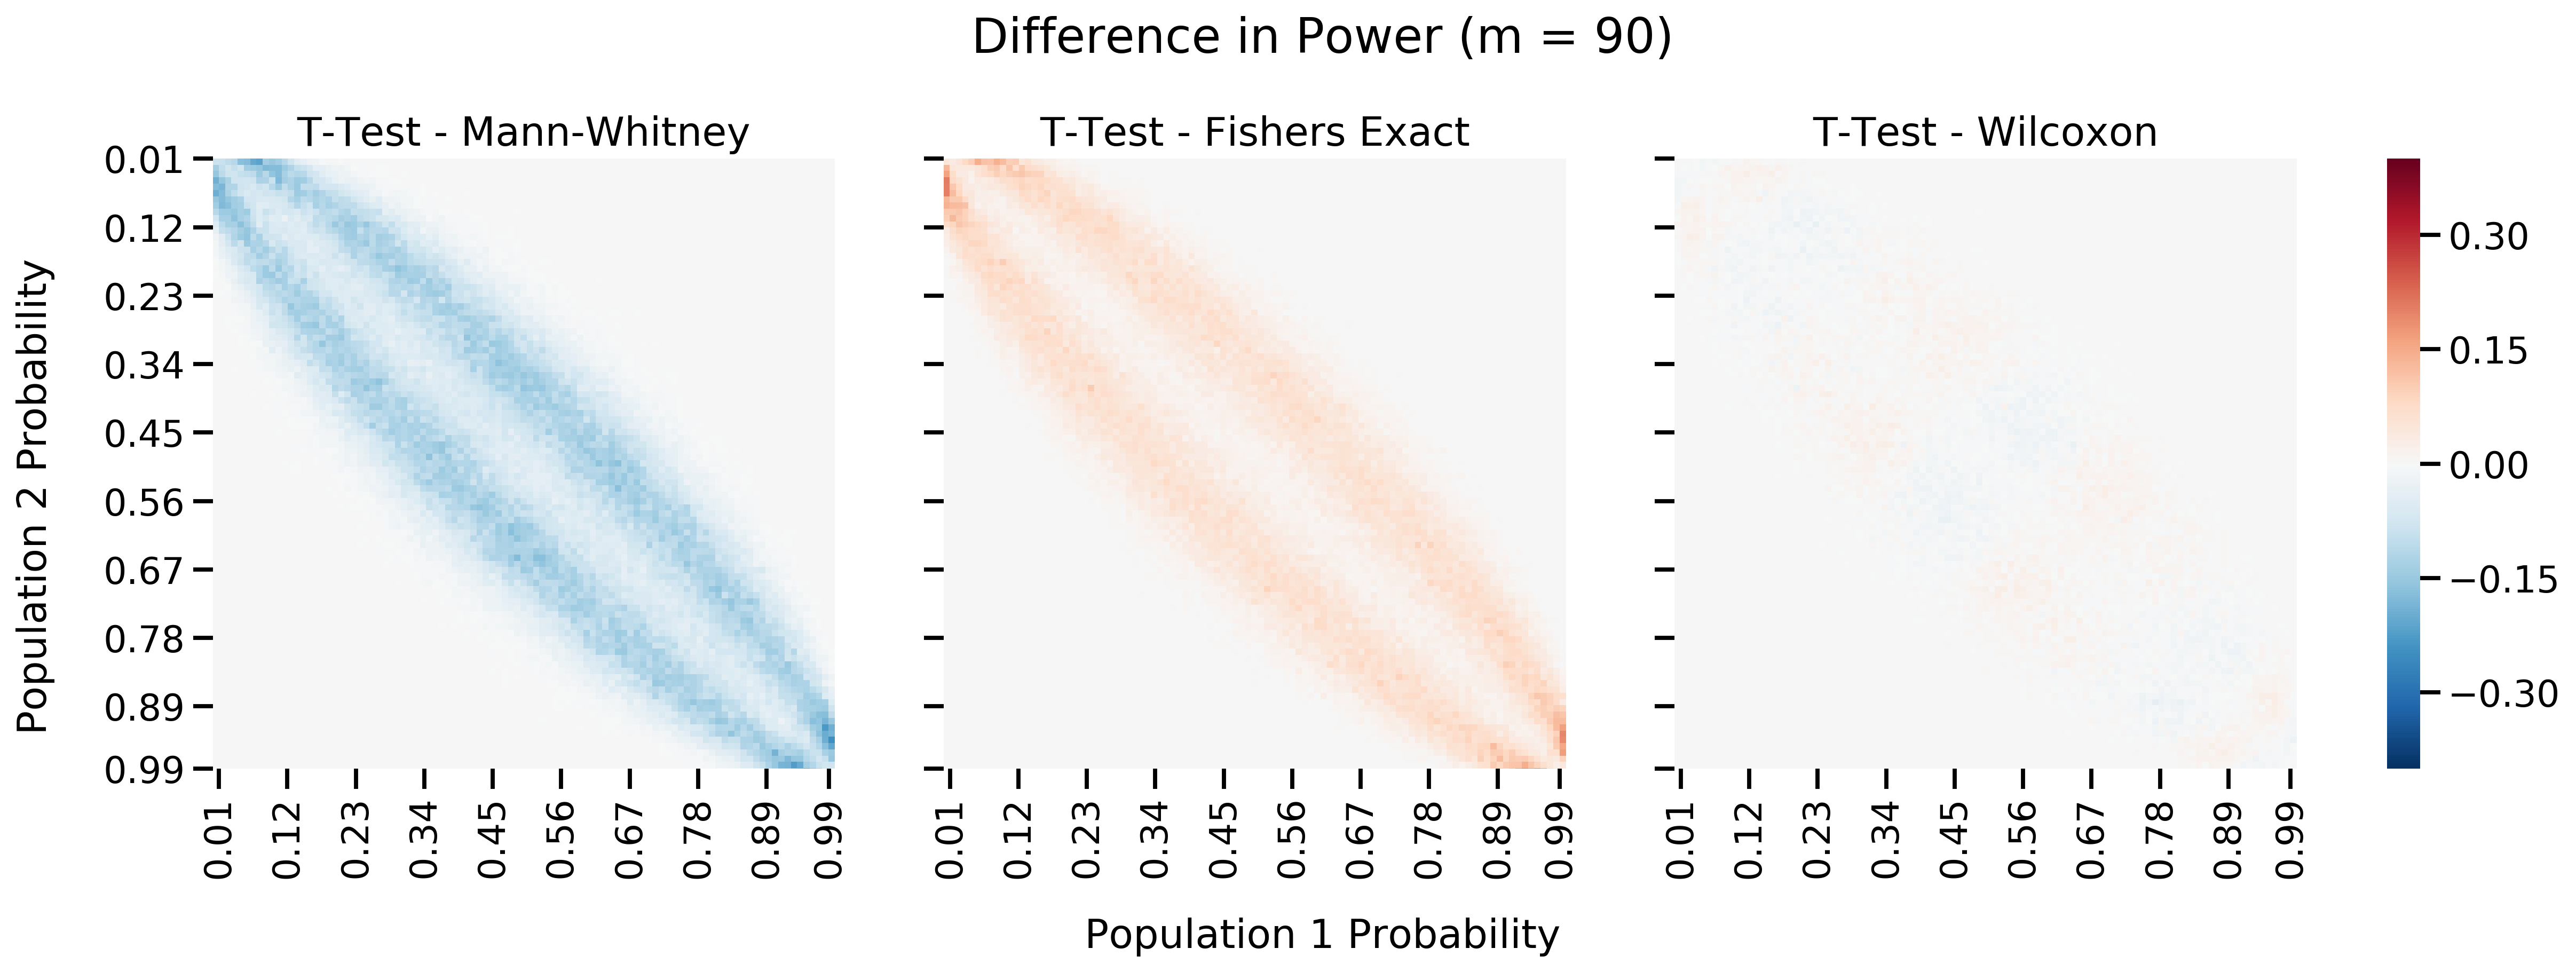 Difference in Power (m = 90)
T-Test - Mann-Whitney
T-Test - Fishers Exact
T-Test - Wilcoxon
Population 2 Probability
0.01
0.12
0.23
0.34
0.45
0.56
0.67
0.78
0.89
0.99
0.01 0.12 0.23 0.34 0.45 0.56 0.67 0.78 0.89 0.99
0.01 0.12 0.23 0.34 0.45 0.56 0.67 0.78 0.89 0.99
0.01 0.12 0.23 0.34 0.45 0.56 0.67 0.78 0.89 0.99
Population 1 Probability
0.30
0.15
0.00
−0.15
−0.30